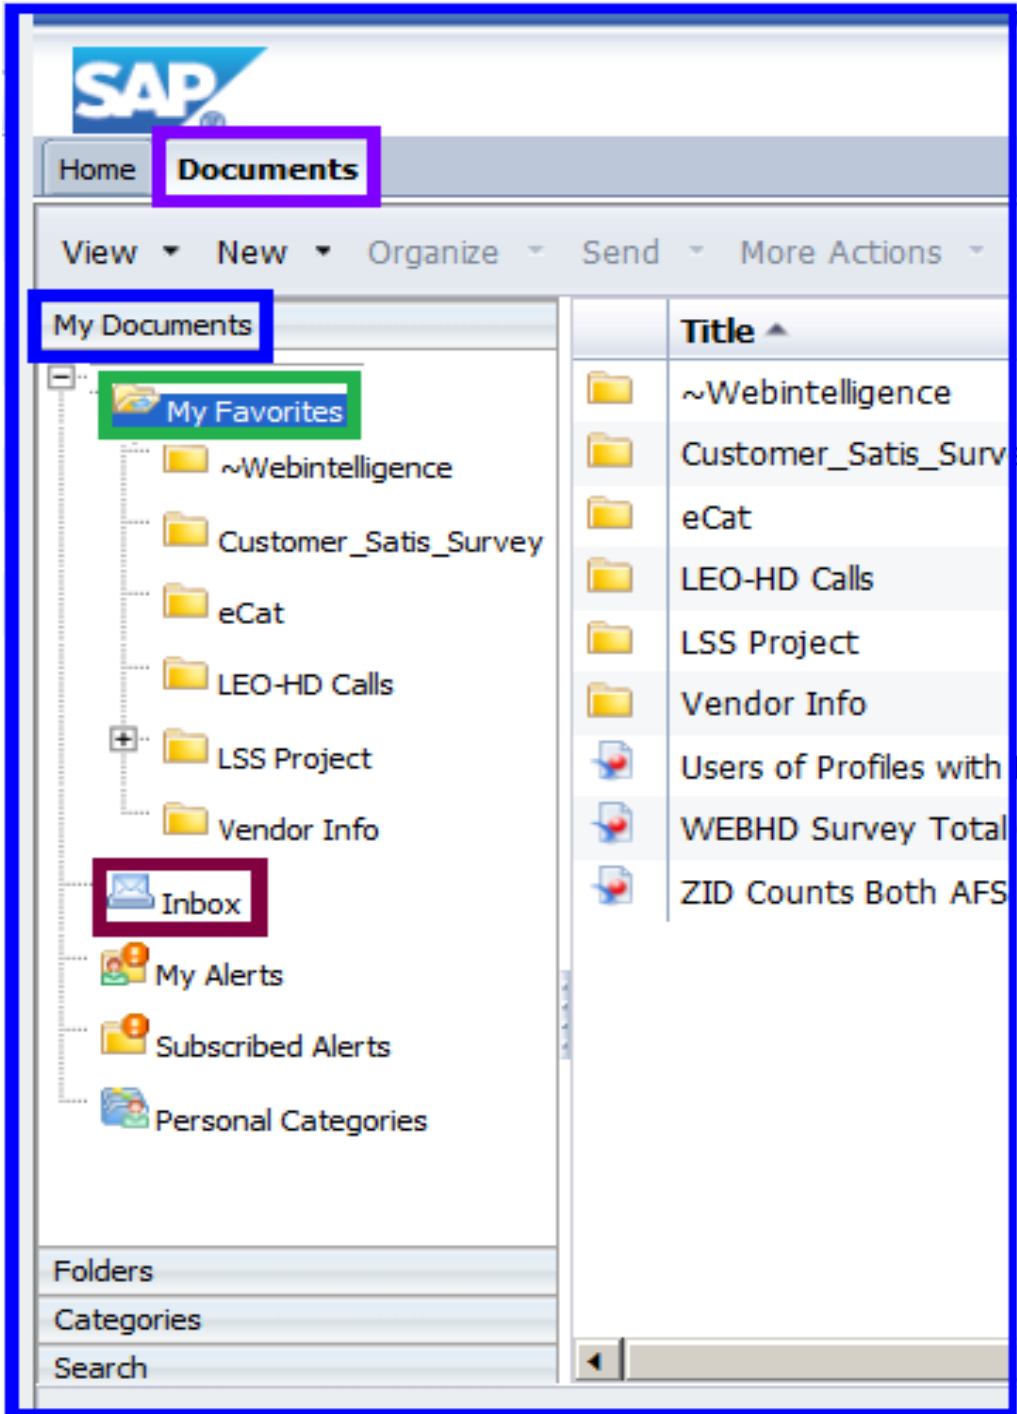 SAP
Home Documents
View New Organize Send More Actions
My Documents
My Favorites
~Webintelligence
Customer_Satis_Survey
eCat
LEO-HD Calls
LSS Project
Vendor Info
Inbox
My Alerts
Subscribed Alerts
Personal Categories
Folders
Categories
Search
Title
~Webintelligence
Customer_Satis_Surv
eCat
LEO-HD Calls
LSS Project
Vendor Info
Users of Profiles with
WEBHD Survey Total
ZID Counts Both AFS